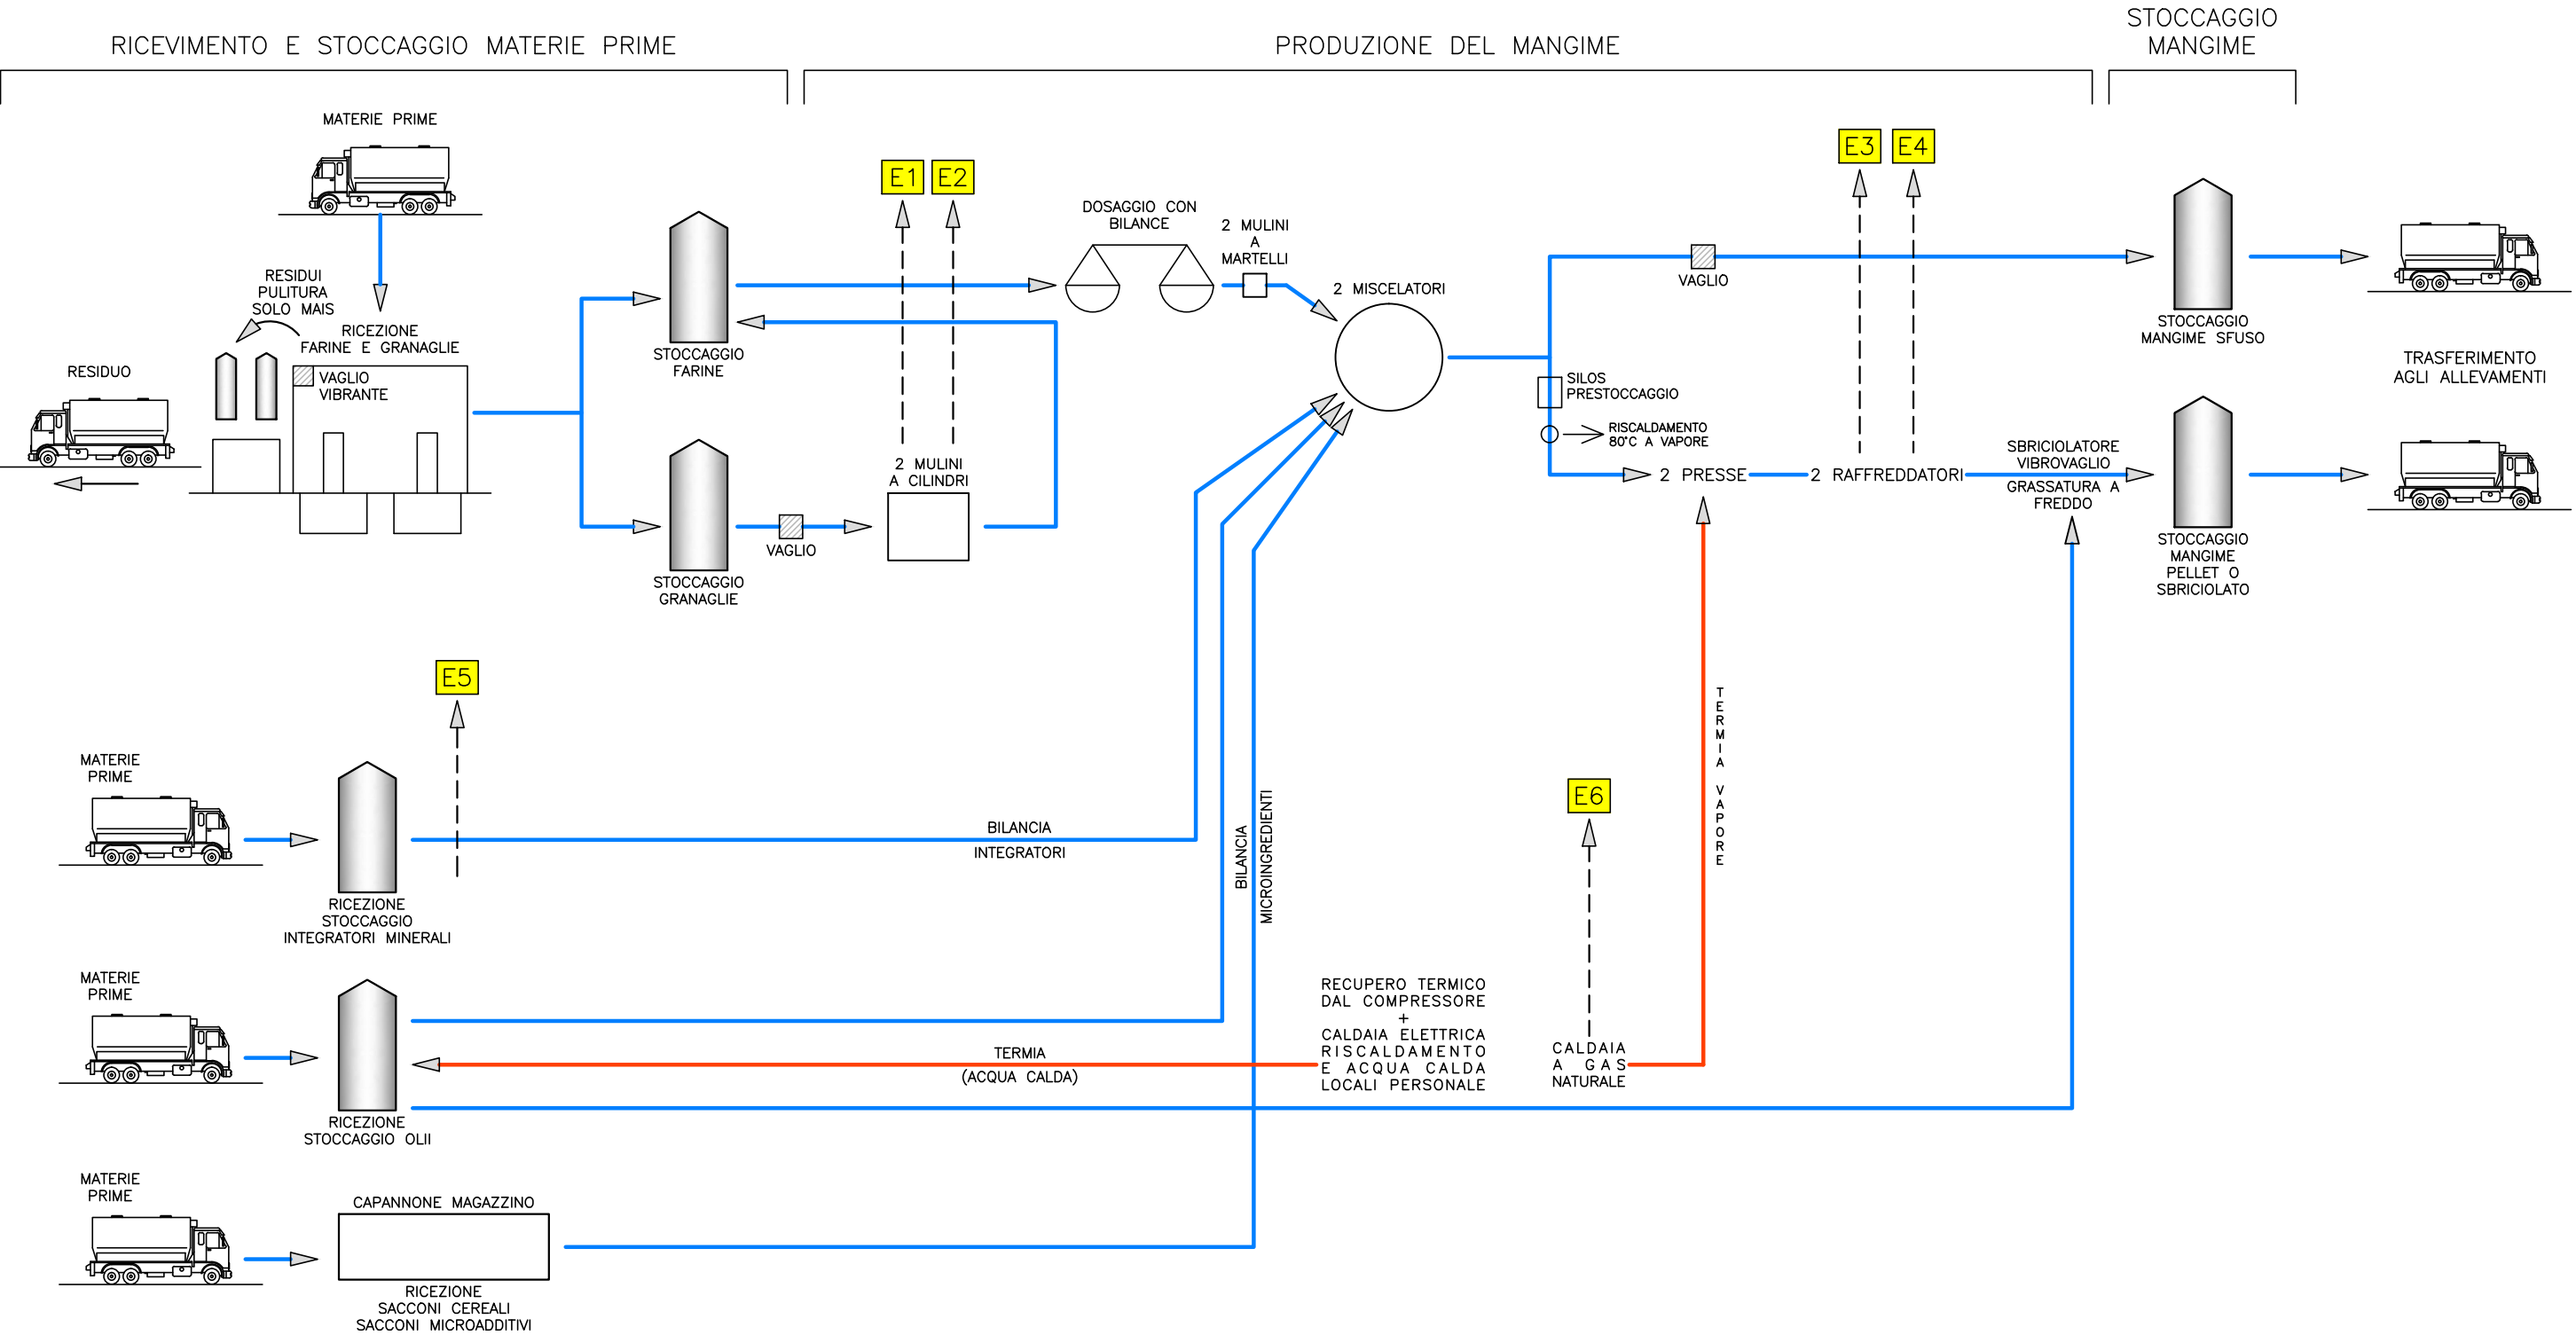 RICEVIMENTO E STOCCAGGIO MATERIE PRIME
PRODUZIONE DEL MANGIME
STOCCAGGIO
MANGIME
MATERIE PRIME
RESIDUI
PULITURA
SOLO MAIS
RICEZIONE
FARINE E GRANAGLIE
RESIDUO
VAGLIO
VIBRANTE
STOCCAGGIO
FARINE
STOCCAGGIO
GRANAGLIE
VAGLIO
E1
E2
2 MULINI
A CILINDRI
DOSAGGIO CON
BILANCE
2 MULINI
A
MARTELLI
2 MISCELATORI
VAGLIO
SILOS
PRESTOCCAGGIO
RISCALDAMENTO
80°C A VAPORE
E3
E4
2 PRESSE
2 RAFFREDDATORI
SBRICIOLATORE
VIBROVAGLIO
GRASSATURA A
FREDDO
STOCCAGGIO
MANGIME SFUSO
TRASFERIMENTO
AGLI ALLEVAMENTI
STOCCAGGIO
MANGIME
PELLET O
SBRICIOLATO
E5
MATERIE
PRIME
RICEZIONE
STOCCAGGIO
INTEGRATORI MINERALI
BILANCIA
INTEGRATORI
BILANCIA
MICROINGREDIENTI
E6
TERMIA VAPORE
MATERIE
PRIME
RICEZIONE
STOCCAGGIO OLII
TERMIA
(ACQUA CALDA)
RECUPERO TERMICO
DAL COMPRESSORE
+
CALDAIA ELETTRICA
RISCALDAMENTO
E ACQUA CALDA
LOCALI PERSONALE
CALDAIA
A GAS
NATURALE
MATERIE
PRIME
CAPANNONE MAGAZZINO
RICEZIONE
SACCONI CEREALI
SACCONI MICROADDITIVI